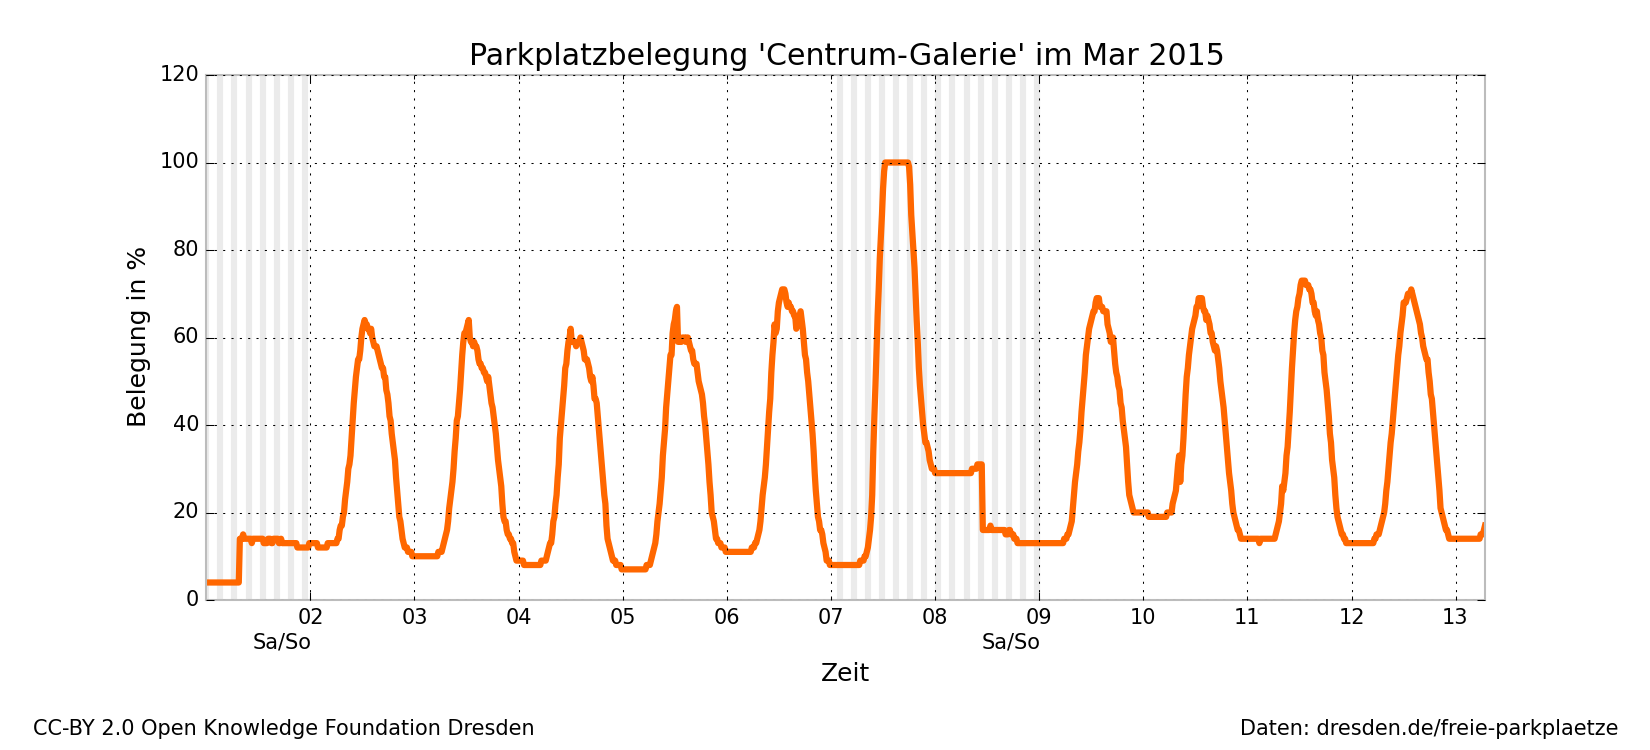 Parkplatzbelegung 'Centrum-Galerie' im Mar 2015
120
100
80
60
40
20
0
Belegung in %
02 03 04 05 06 07 08 09 10 11 12 13
Sa/So Sa/So
Zeit
CC-BY 2.0 Open Knowledge Foundation Dresden
Daten: dresden.de/freie-parkplaetze